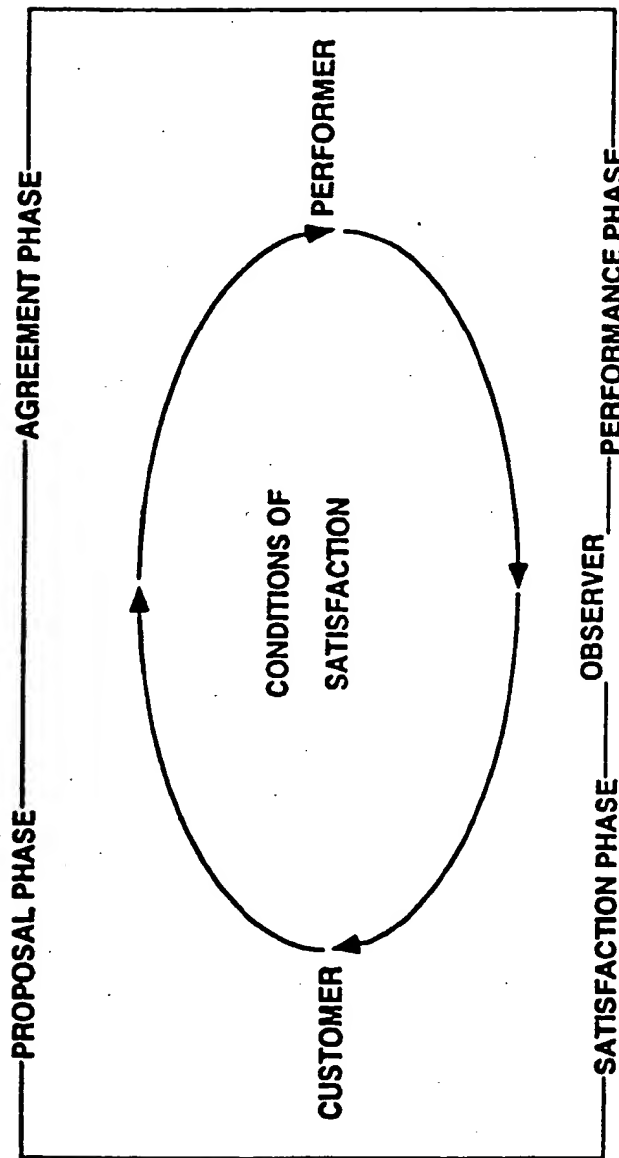 PROPOSAL PHASE AGREEMENT PHASE
CONDITIONS OF
CUSTOMER PERFORMER
SATISFACTION
SATISFACTION PHASE OBSERVER PERFORMANCE PHASE